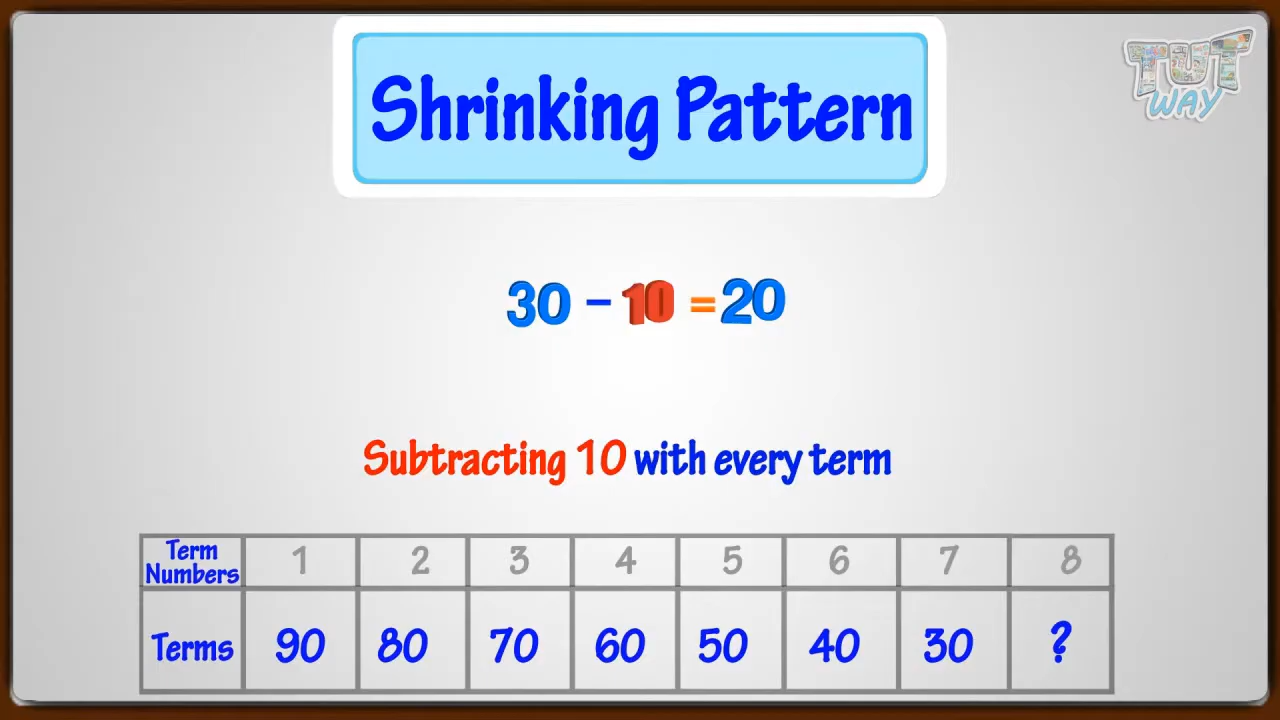 Shrinking Pattern
TUT
WAY
30 – 10 = 20
Subtracting 10 with every term
Term Numbers 1 2 3 4 5 6 7 8
Terms 90 80 70 60 50 40 30 ?